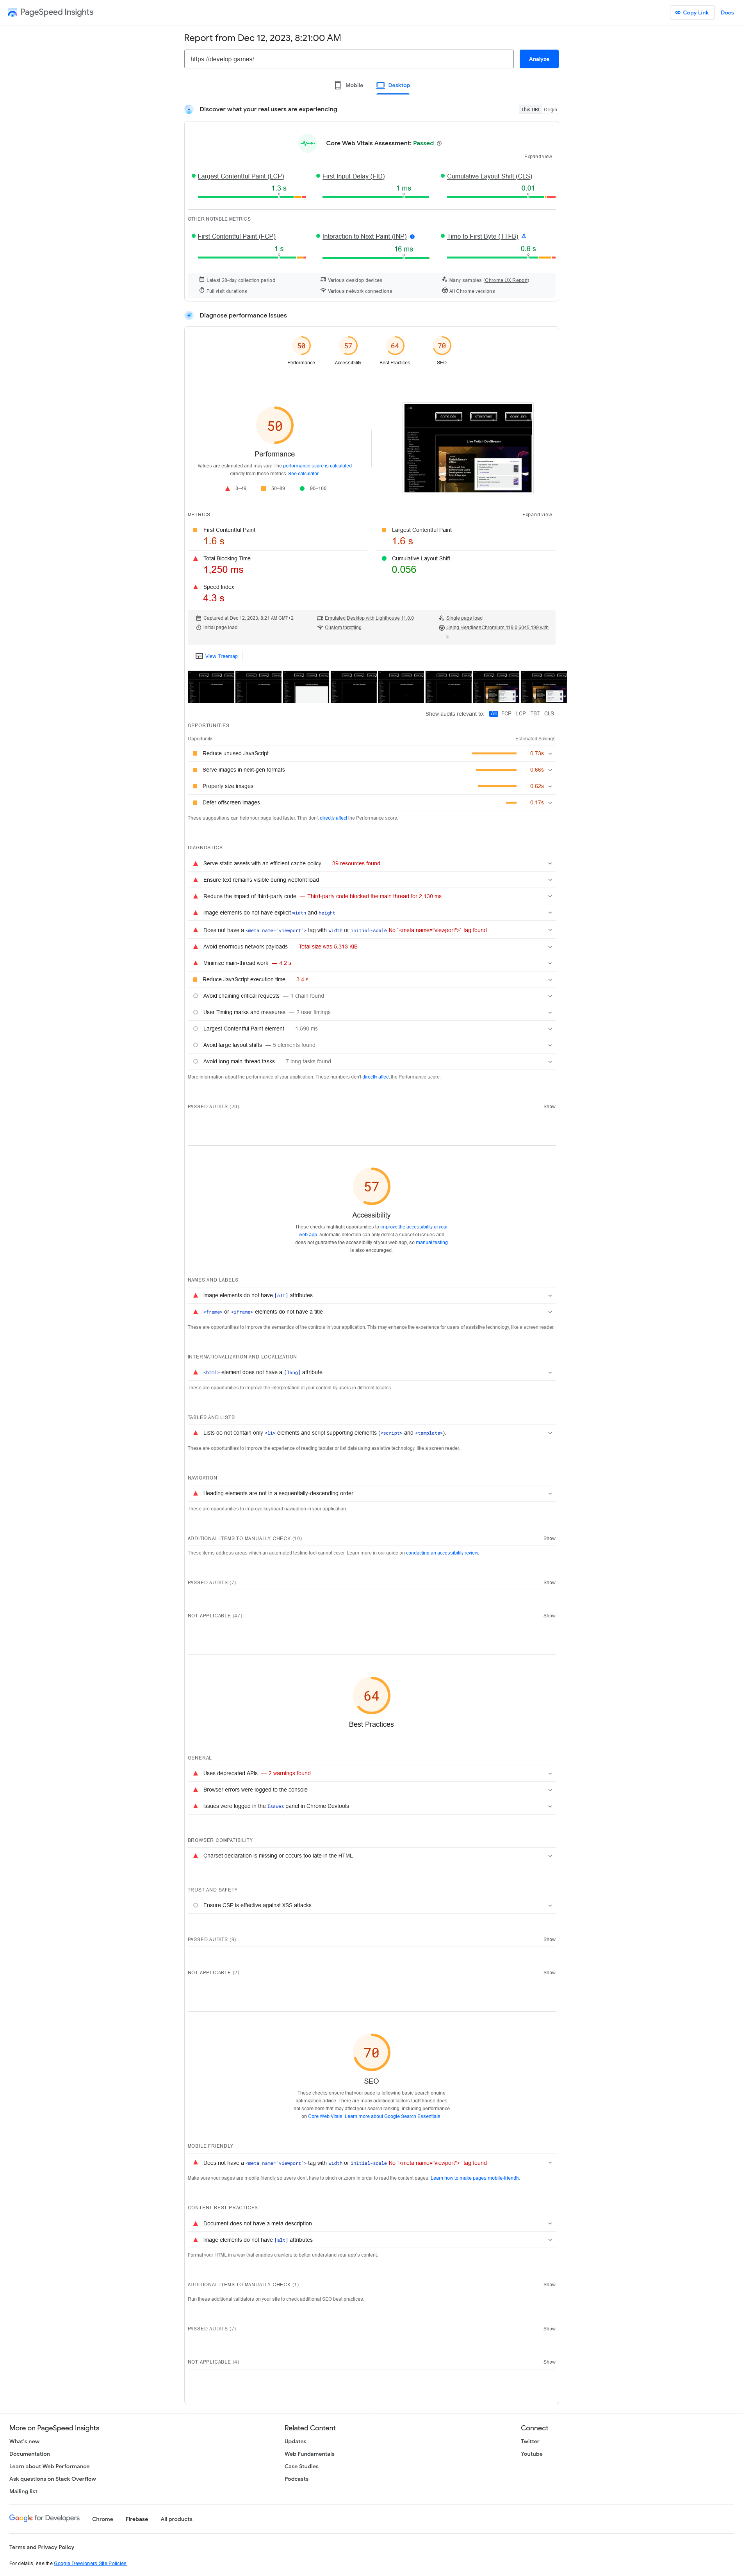 PageSpeed Insights
Copy Link
Docs
Report from Dec 12, 2023, 8:21:00 AM
https://develop.games/
Analyze
Mobile
Desktop
Discover what your real users are experiencing
This URL
Origin
Core Web Vitals Assessment: Passed
Expand view
Largest Contentful Paint (LCP)
1.3 s
First Input Delay (FID)
1 ms
Cumulative Layout Shift (CLS)
0.01
OTHER NOTABLE METRICS
First Contentful Paint (FCP)
1 s
Interaction to Next Paint (INP)
16 ms
Time to First Byte (TTFB)
0.6 s
Latest 28-day collection period
Various desktop devices
Many samples (Chrome UX Report)
Full visit durations
Various network connections
All Chrome versions
Diagnose performance issues
50
57
64
70
Performance
Accessibility
Best Practices
SEO
50
Performance
Values are estimated and may vary. The performance score is calculated
directly from these metrics. See calculator.
0–49
50–89
90–100
Live Twitch DevStream
METRICS
Expand view
First Contentful Paint
1.6 s
Largest Contentful Paint
1.6 s
Total Blocking Time
1,250 ms
Cumulative Layout Shift
0.056
Speed Index
4.3 s
Captured at Dec 12, 2023, 8:21 AM GMT+2
Emulated Desktop with Lighthouse 11.0.0
Single page load
Initial page load
Custom throttling
Using HeadlessChromium 119.0.6045.199 with
lr
View Treemap
Show audits relevant to:
All
FCP
LCP
TBT
CLS
OPPORTUNITIES
Opportunity
Estimated Savings
Reduce unused JavaScript
0.73s
Serve images in next-gen formats
0.66s
Properly size images
0.62s
Defer offscreen images
0.17s
These suggestions can help your page load faster. They don't directly affect the Performance score.
DIAGNOSTICS
Serve static assets with an efficient cache policy — 39 resources found
Ensure text remains visible during webfont load
Reduce the impact of third-party code — Third-party code blocked the main thread for 2,130 ms
Image elements do not have explicit width and height
Does not have a <meta name="viewport"> tag with width or initial-scale No `<meta name="viewport">` tag found
Avoid enormous network payloads — Total size was 5,313 KiB
Minimize main-thread work — 4.2 s
Reduce JavaScript execution time — 3.4 s
Avoid chaining critical requests — 1 chain found
User Timing marks and measures — 2 user timings
Largest Contentful Paint element — 1,590 ms
Avoid large layout shifts — 5 elements found
Avoid long main-thread tasks — 7 long tasks found
More information about the performance of your application. These numbers don't directly affect the Performance score.
PASSED AUDITS (20)
Show
57
Accessibility
These checks highlight opportunities to improve the accessibility of your
web app. Automatic detection can only detect a subset of issues and
does not guarantee the accessibility of your web app, so manual testing
is also encouraged.
NAMES AND LABELS
Image elements do not have [alt] attributes
<frame> or <iframe> elements do not have a title
These are opportunities to improve the semantics of the controls in your application. This may enhance the experience for users of assistive technology, like a screen reader.
INTERNATIONALIZATION AND LOCALIZATION
<html> element does not have a [lang] attribute
These are opportunities to improve the interpretation of your content by users in different locales.
TABLES AND LISTS
Lists do not contain only <li> elements and script supporting elements (<script> and <template>).
These are opportunities to improve the experience of reading tabular or list data using assistive technology, like a screen reader.
NAVIGATION
Heading elements are not in a sequentially-descending order
These are opportunities to improve keyboard navigation in your application.
ADDITIONAL ITEMS TO MANUALLY CHECK (10)
Show
These items address areas which an automated testing tool cannot cover. Learn more in our guide on conducting an accessibility review.
PASSED AUDITS (7)
Show
NOT APPLICABLE (47)
Show
64
Best Practices
GENERAL
Uses deprecated APIs — 2 warnings found
Browser errors were logged to the console
Issues were logged in the Issues panel in Chrome Devtools
BROWSER COMPATIBILITY
Charset declaration is missing or occurs too late in the HTML
TRUST AND SAFETY
Ensure CSP is effective against XSS attacks
PASSED AUDITS (9)
Show
NOT APPLICABLE (2)
Show
70
SEO
These checks ensure that your page is following basic search engine
optimization advice. There are many additional factors Lighthouse does
not score here that may affect your search ranking, including performance
on Core Web Vitals. Learn more about Google Search Essentials.
MOBILE FRIENDLY
Does not have a <meta name="viewport"> tag with width or initial-scale No `<meta name="viewport">` tag found
Make sure your pages are mobile friendly so users don't have to pinch or zoom in order to read the content pages. Learn how to make pages mobile-friendly.
CONTENT BEST PRACTICES
Document does not have a meta description
Image elements do not have [alt] attributes
Format your HTML in a way that enables crawlers to better understand your app's content.
ADDITIONAL ITEMS TO MANUALLY CHECK (1)
Show
Run these additional validators on your site to check additional SEO best practices.
PASSED AUDITS (7)
Show
NOT APPLICABLE (4)
Show
More on PageSpeed Insights
Related Content
Connect
What's new
Updates
Twitter
Documentation
Web Fundamentals
Youtube
Learn about Web Performance
Case Studies
Ask questions on Stack Overflow
Podcasts
Mailing list
Google for Developers
Chrome
Firebase
All products
Terms and Privacy Policy
For details, see the Google Developers Site Policies.